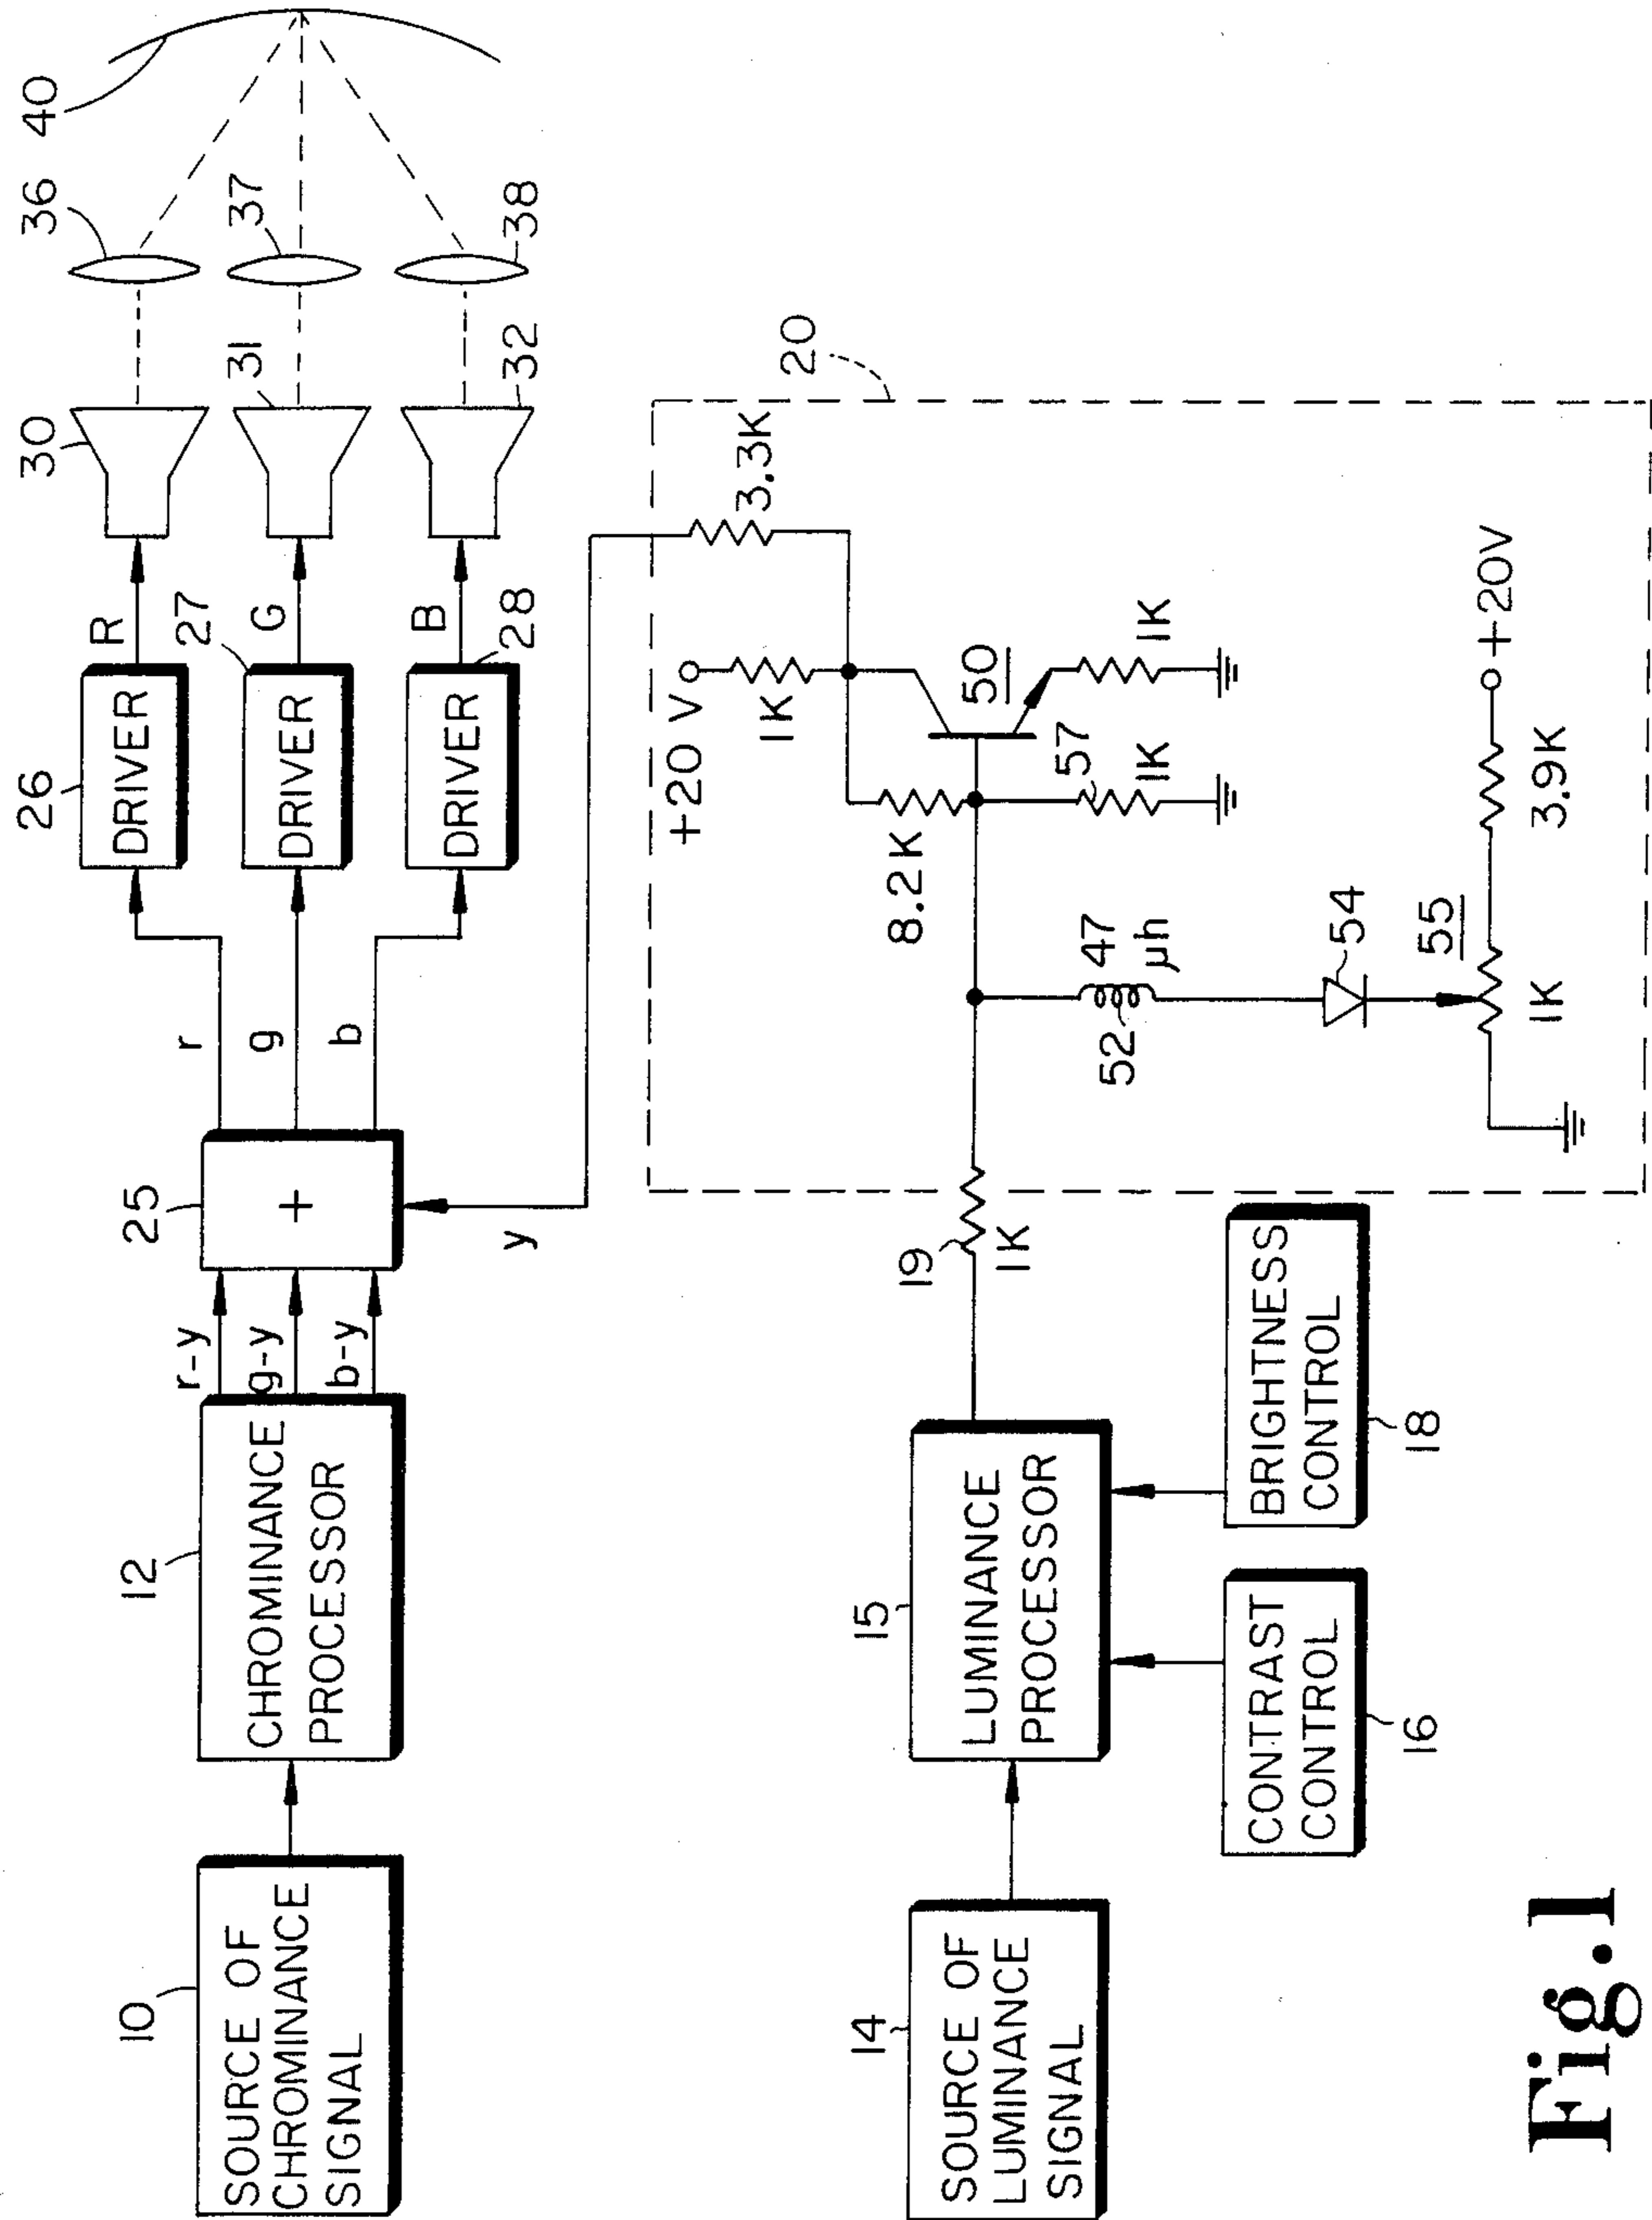 40
36
37
38
30
31
32
R
G
B
26
27
28
DRIVER
DRIVER
DRIVER
r
g
b
25
+
y
r-y
g-y
b-y
12
CHROMINANCE
PROCESSOR
10
SOURCE OF
CHROMINANCE
SIGNAL
20
3.3K
+20 V
1K
50
1K
8.2K
57
1K
47
μh
52
54
55
1K
3.9K
+20V
19
1K
15
LUMINANCE
PROCESSOR
14
SOURCE OF
LUMINANCE
SIGNAL
BRIGHTNESS
CONTROL
18
CONTRAST
CONTROL
16
Fig.1